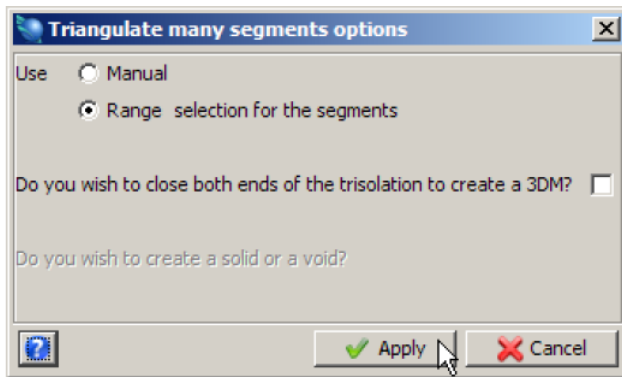 Triangulate many segments options
Use Manual
Range selection for the segments
Do you wish to close both ends of the trisolation to create a 3DM?
Do you wish to create a solid or a void?
? Apply Cancel